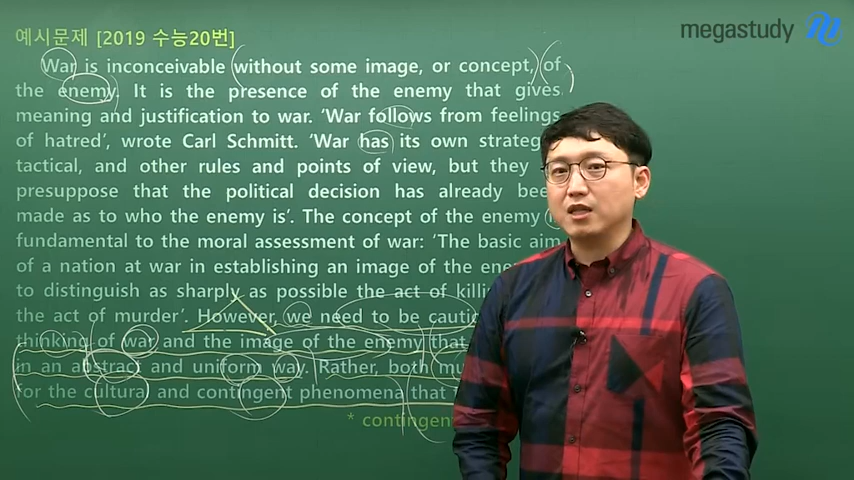 megastudy
예시문제 [2019 수능20번]
War is inconceivable without some image, or concept, of
the enemy. It is the presence of the enemy that gives
meaning and justification to war. ‘War follows from feelings
of hatred’, wrote Carl Schmitt. ‘War has its own
tactical, and other rules and points of view, but they
presuppose that the political decision has already
made as to who the enemy is’. The concept of the enemy
fundamental to the moral assessment of war: ‘The basic aim
of a nation at war in establishing an image of the
to distinguish as sharply as possible the act of
the act of murder’. However, we need to be
thinking of war and the image of the enemy that
in an abstract and uniform way. Rather, both
for the cultural and contingent phenomena that
* contingent